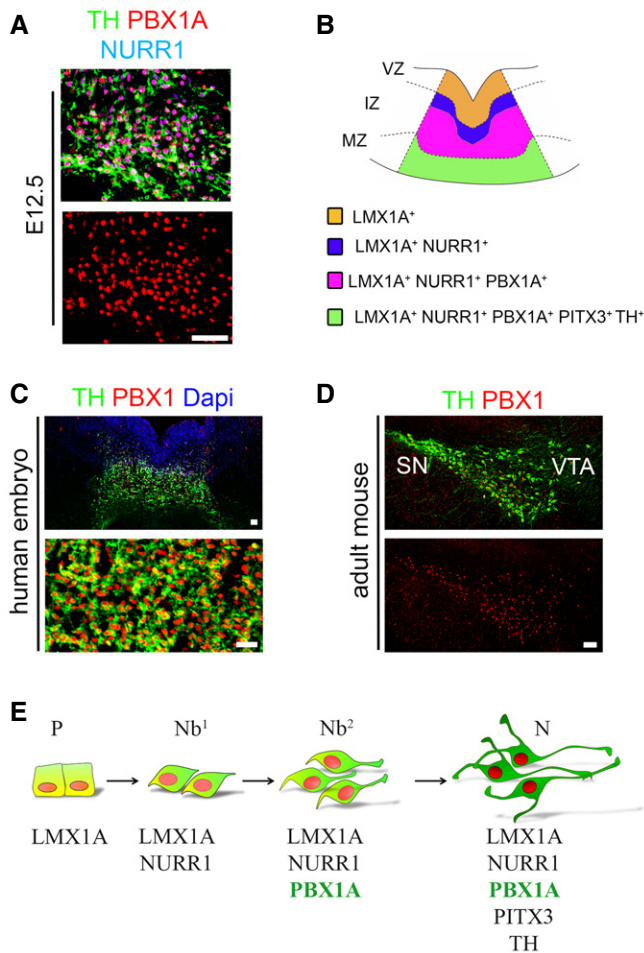 A
TH PBX1A
NURR1
E12.5
B
VZ
IZ
MZ
LMX1A⁺
LMX1A⁺ NURR1⁺
LMX1A⁺ NURR1⁺ PBX1A⁺
LMX1A⁺ NURR1⁺ PBX1A⁺ PITX3⁺ TH⁺
C
TH PBX1 Dapi
human embryo
D
TH PBX1
SN VTA
adult mouse
E
P Nb¹ Nb² N
LMX1A LMX1A LMX1A LMX1A
NURR1 NURR1 NURR1
PBX1A PBX1A
PITX3
TH